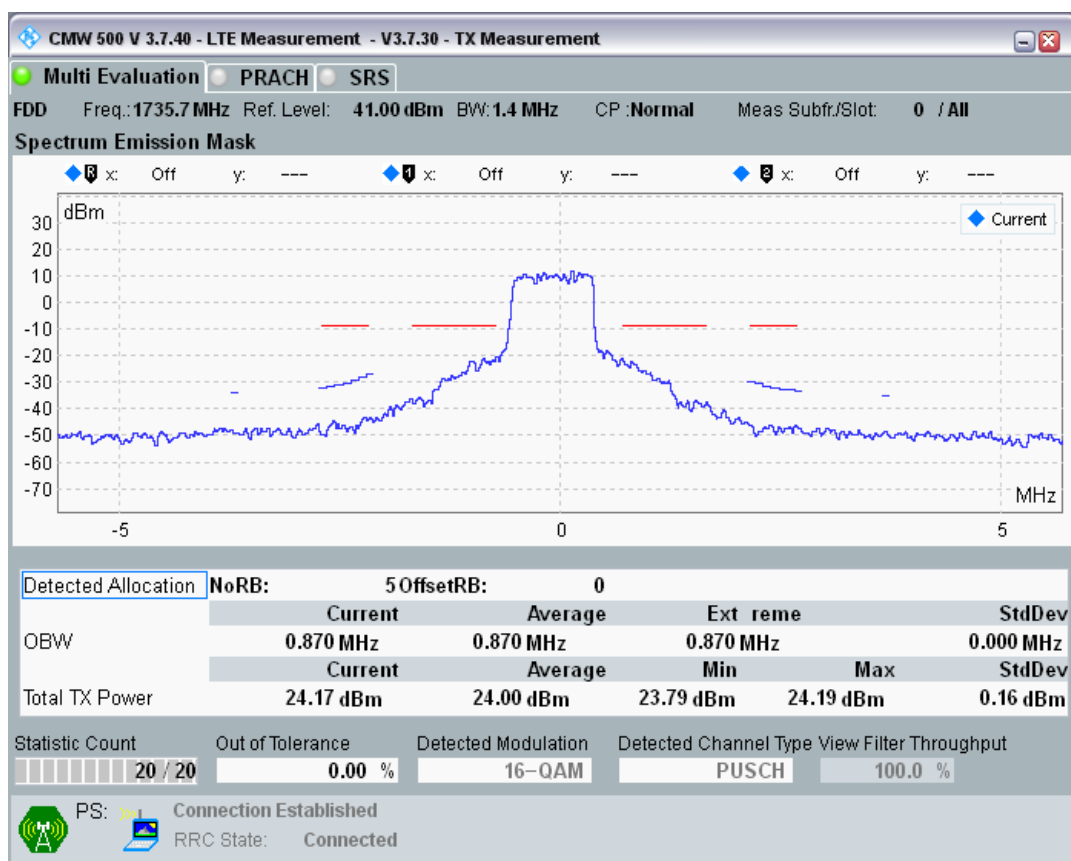 CMW 500 V 3.7.40 - LTE Measurement - V3.7.30 - TX Measurement
Multi Evaluation PRACH SRS
FDD Freq.: 1735.7 MHz Ref. Level: 41.00 dBm BW: 1.4 MHz CP : Normal Meas Subfr./Slot: 0 / All
Spectrum Emission Mask
R x: Off y: --- 1 x: Off y: --- 2 x: Off y: ---
dBm
Current
30
20
10
0
-10
-20
-30
-40
-50
-60
-70
MHz
-5 0 5
Detected Allocation NoRB: 5 OffsetRB: 0
Current Average Ext reme StdDev
OBW 0.870 MHz 0.870 MHz 0.870 MHz 0.000 MHz
Current Average Min Max StdDev
Total TX Power 24.17 dBm 24.00 dBm 23.79 dBm 24.19 dBm 0.16 dBm
Statistic Count Out of Tolerance Detected Modulation Detected Channel Type View Filter Throughput
20 / 20 0.00 % 16-QAM PUSCH 100.0 %
PS: Connection Established
RRC State: Connected